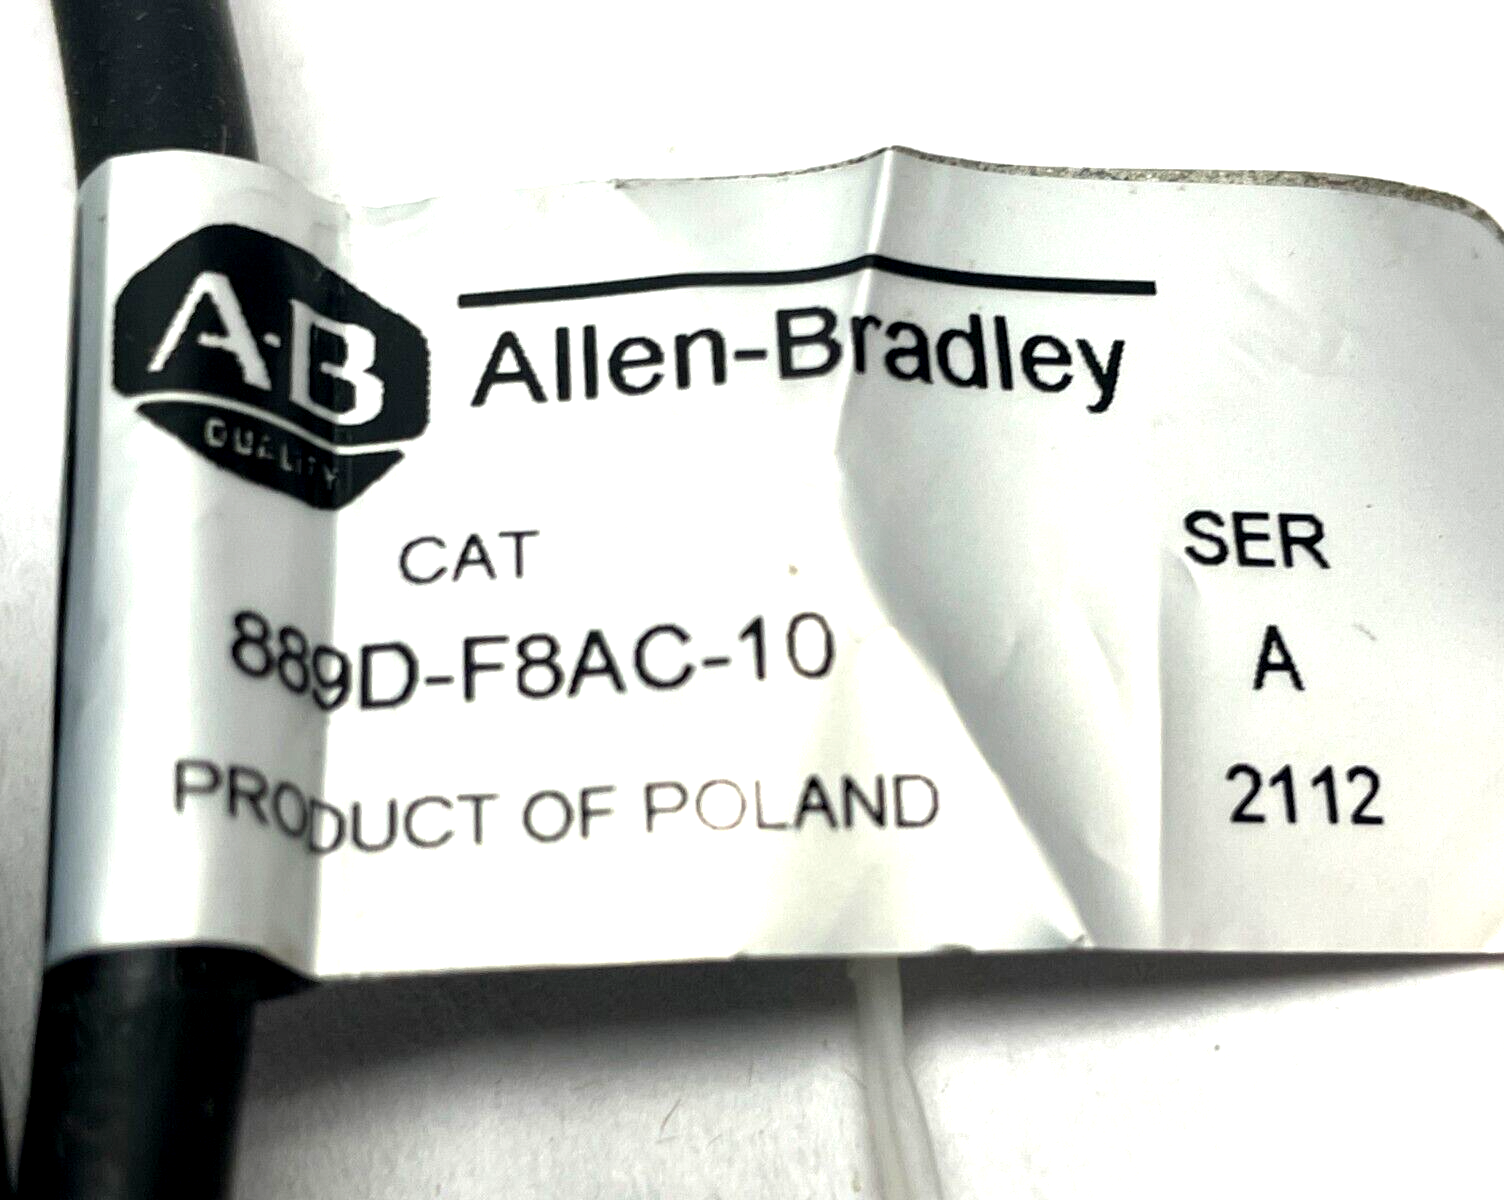 A·B
QUALITY
Allen-Bradley
CAT
SER
889D-F8AC-10
A
PRODUCT OF POLAND
2112